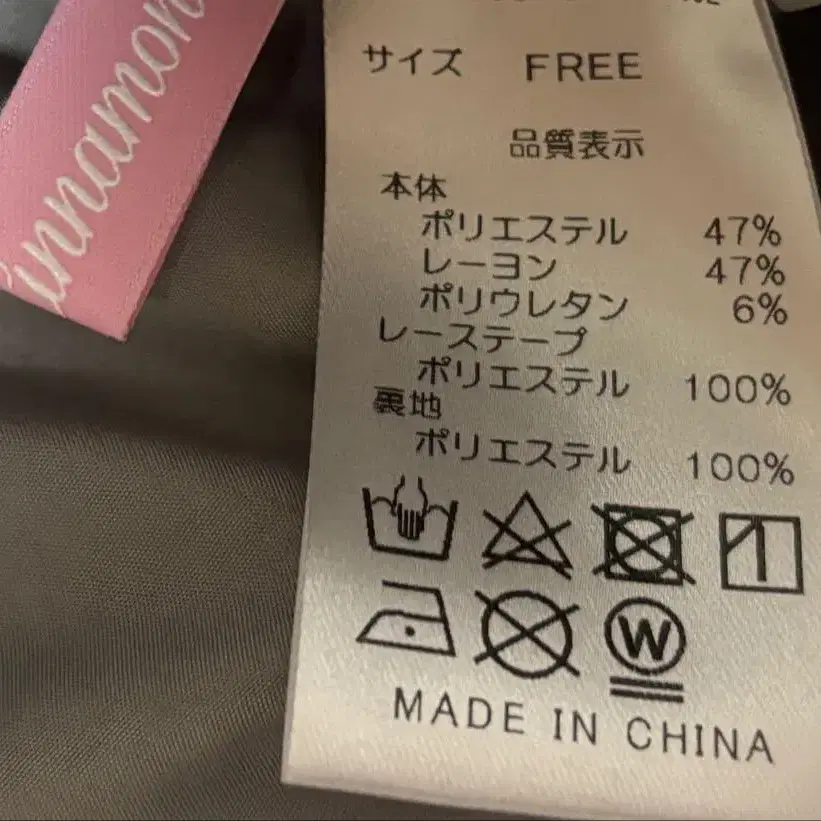 innamon
サイズ FREE
品質表示
本体
ポリエステル 47%
レーヨン 47%
ポリウレタン 6%
レーステープ
ポリエステル 100%
裏地
ポリエステル 100%
W
MADE IN CHINA